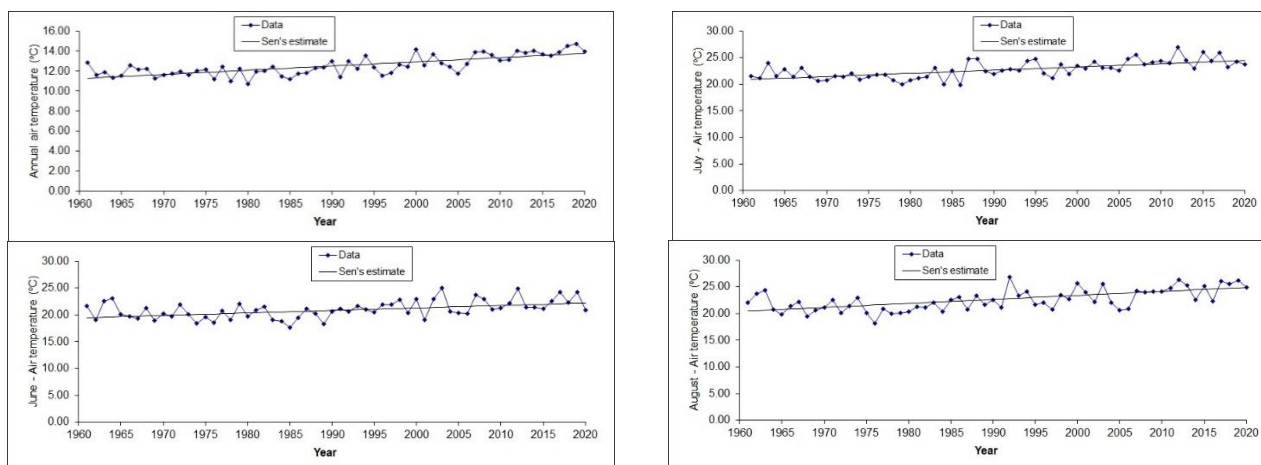 Data
Sen's estimate
Annual air temperature (ºC)
16.00
14.00
12.00
10.00
8.00
6.00
4.00
2.00
0.00
1960 1965 1970 1975 1980 1985 1990 1995 2000 2005 2010 2015 2020
Year
Data
Sen's estimate
July - Air temperature (ºC)
30.00
25.00
20.00
15.00
10.00
5.00
0.00
1960 1965 1970 1975 1980 1985 1990 1995 2000 2005 2010 2015 2020
Year
Data
Sen's estimate
June - Air temperature (ºC)
30.00
25.00
20.00
15.00
10.00
5.00
0.00
1960 1965 1970 1975 1980 1985 1990 1995 2000 2005 2010 2015 2020
Year
Data
Sen's estimate
August - Air temperature (ºC)
30.00
25.00
20.00
15.00
10.00
5.00
0.00
1960 1965 1970 1975 1980 1985 1990 1995 2000 2005 2010 2015 2020
Year